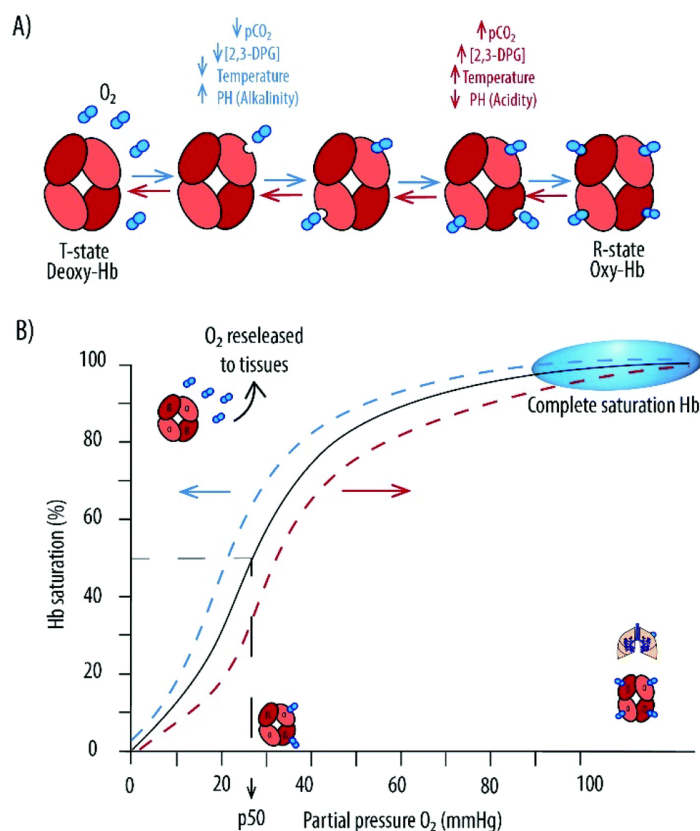 A)
O2
↓ pCO2
↓ [2,3-DPG]
↓ Temperature
↑ PH (Alkalinity)
↑ pCO2
↑ [2,3-DPG]
↑ Temperature
↓ PH (Acidity)
T-state
Deoxy-Hb
R-state
Oxy-Hb
B)
O2 reseleased
to tissues
Complete saturation Hb
Hb saturation (%)
100
80
60
40
20
0
0 20 40 60 80 100
p50
Partial pressure O2 (mmHg)